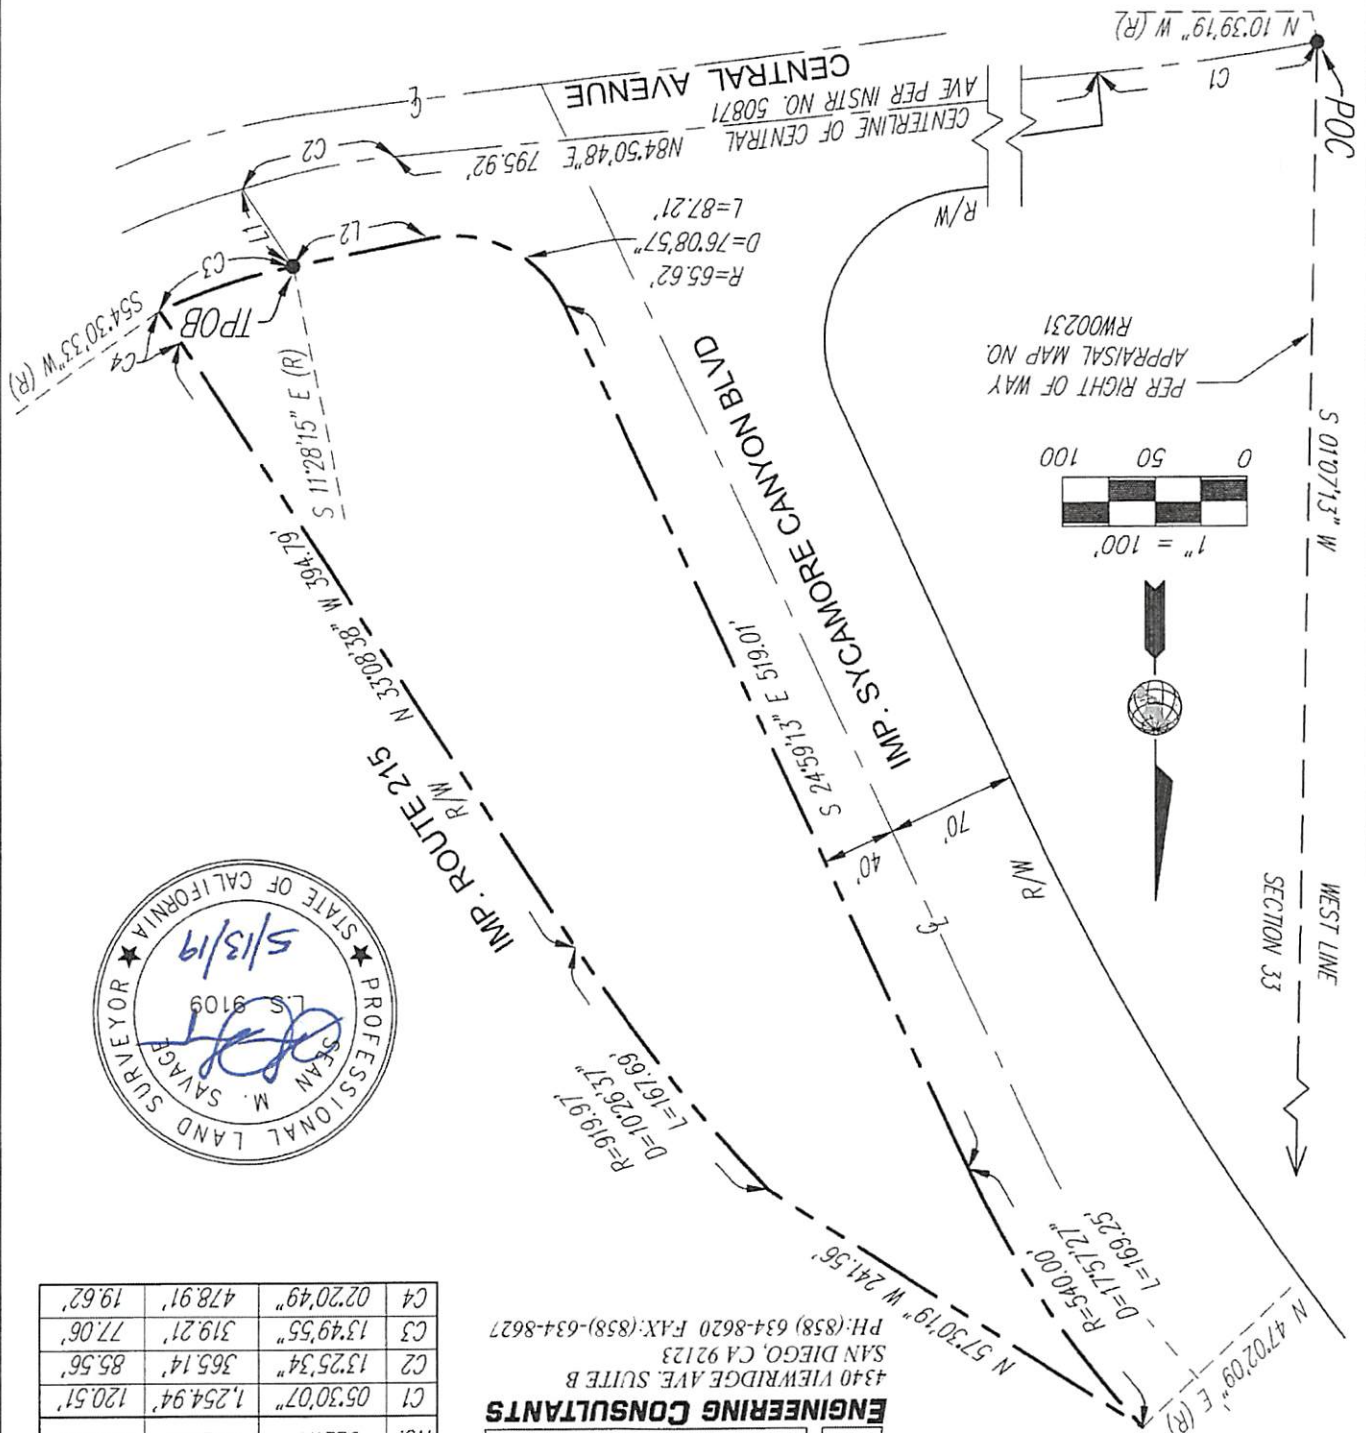 ENGINEERING CONSULTANTS
4340 VIEWRIDGE AVE. SUITE B
SAN DIEGO, CA 92123
PH:(858) 634-8620 FAX:(858)-634-8627
C1 05°30'07" 1,254.94' 120.51'
C2 13°25'34" 365.14' 85.56'
C3 13°49'55" 319.21' 77.06'
C4 02°20'49" 478.91' 19.62'
N 47°02'09" E (R)
N 57°30'19" W 241.56'
R=540.00'
D=17°57'27"
L=169.25'
R=919.97'
D=10°26'37"
L=167.69'
WEST LINE
SECTION 33
PROFESSIONAL LAND SURVEYOR
SEAN M. SAVAGE
L.S. 9109
5/13/19
STATE OF CALIFORNIA
R/W
70'
40'
IMP. ROUTE 215
R/W
IMP. SYCAMORE CANYON BLVD
S 24°59'13" E 519.01'
N 33°08'38" W 394.79'
1" = 100'
0 50 100
S 01°07'13" W
PER RIGHT OF WAY
APPRAISAL MAP NO.
RW00231
S 11°28'15" E (R)
S54°30'33"W (R)
C4
TPOB
C3
L2
L1
C2
R=65.62'
D=76°08'57"
L=87.21'
R/W
N84°50'48"E 795.92'
CENTERLINE OF CENTRAL
AVE PER INSTR NO. 50871
CENTRAL AVENUE
POC
C1
N 10°39'19" W (R)